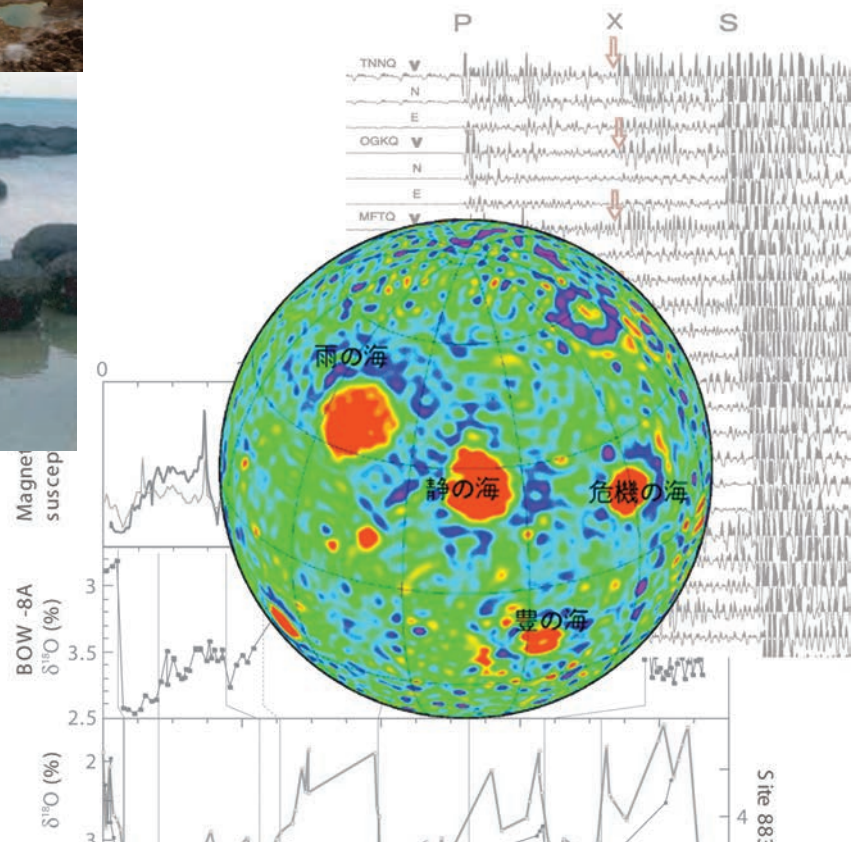 P X S
TNNQ V
N
E
OGKQ V
N
E
MFTQ V
雨の海
静の海
危機の海
豊の海
0
Magnet
suscep
BOW -8A
δ¹⁸O (%)
3
3.5
2.5
δ¹⁸O (%)
2
3
4
Site 883